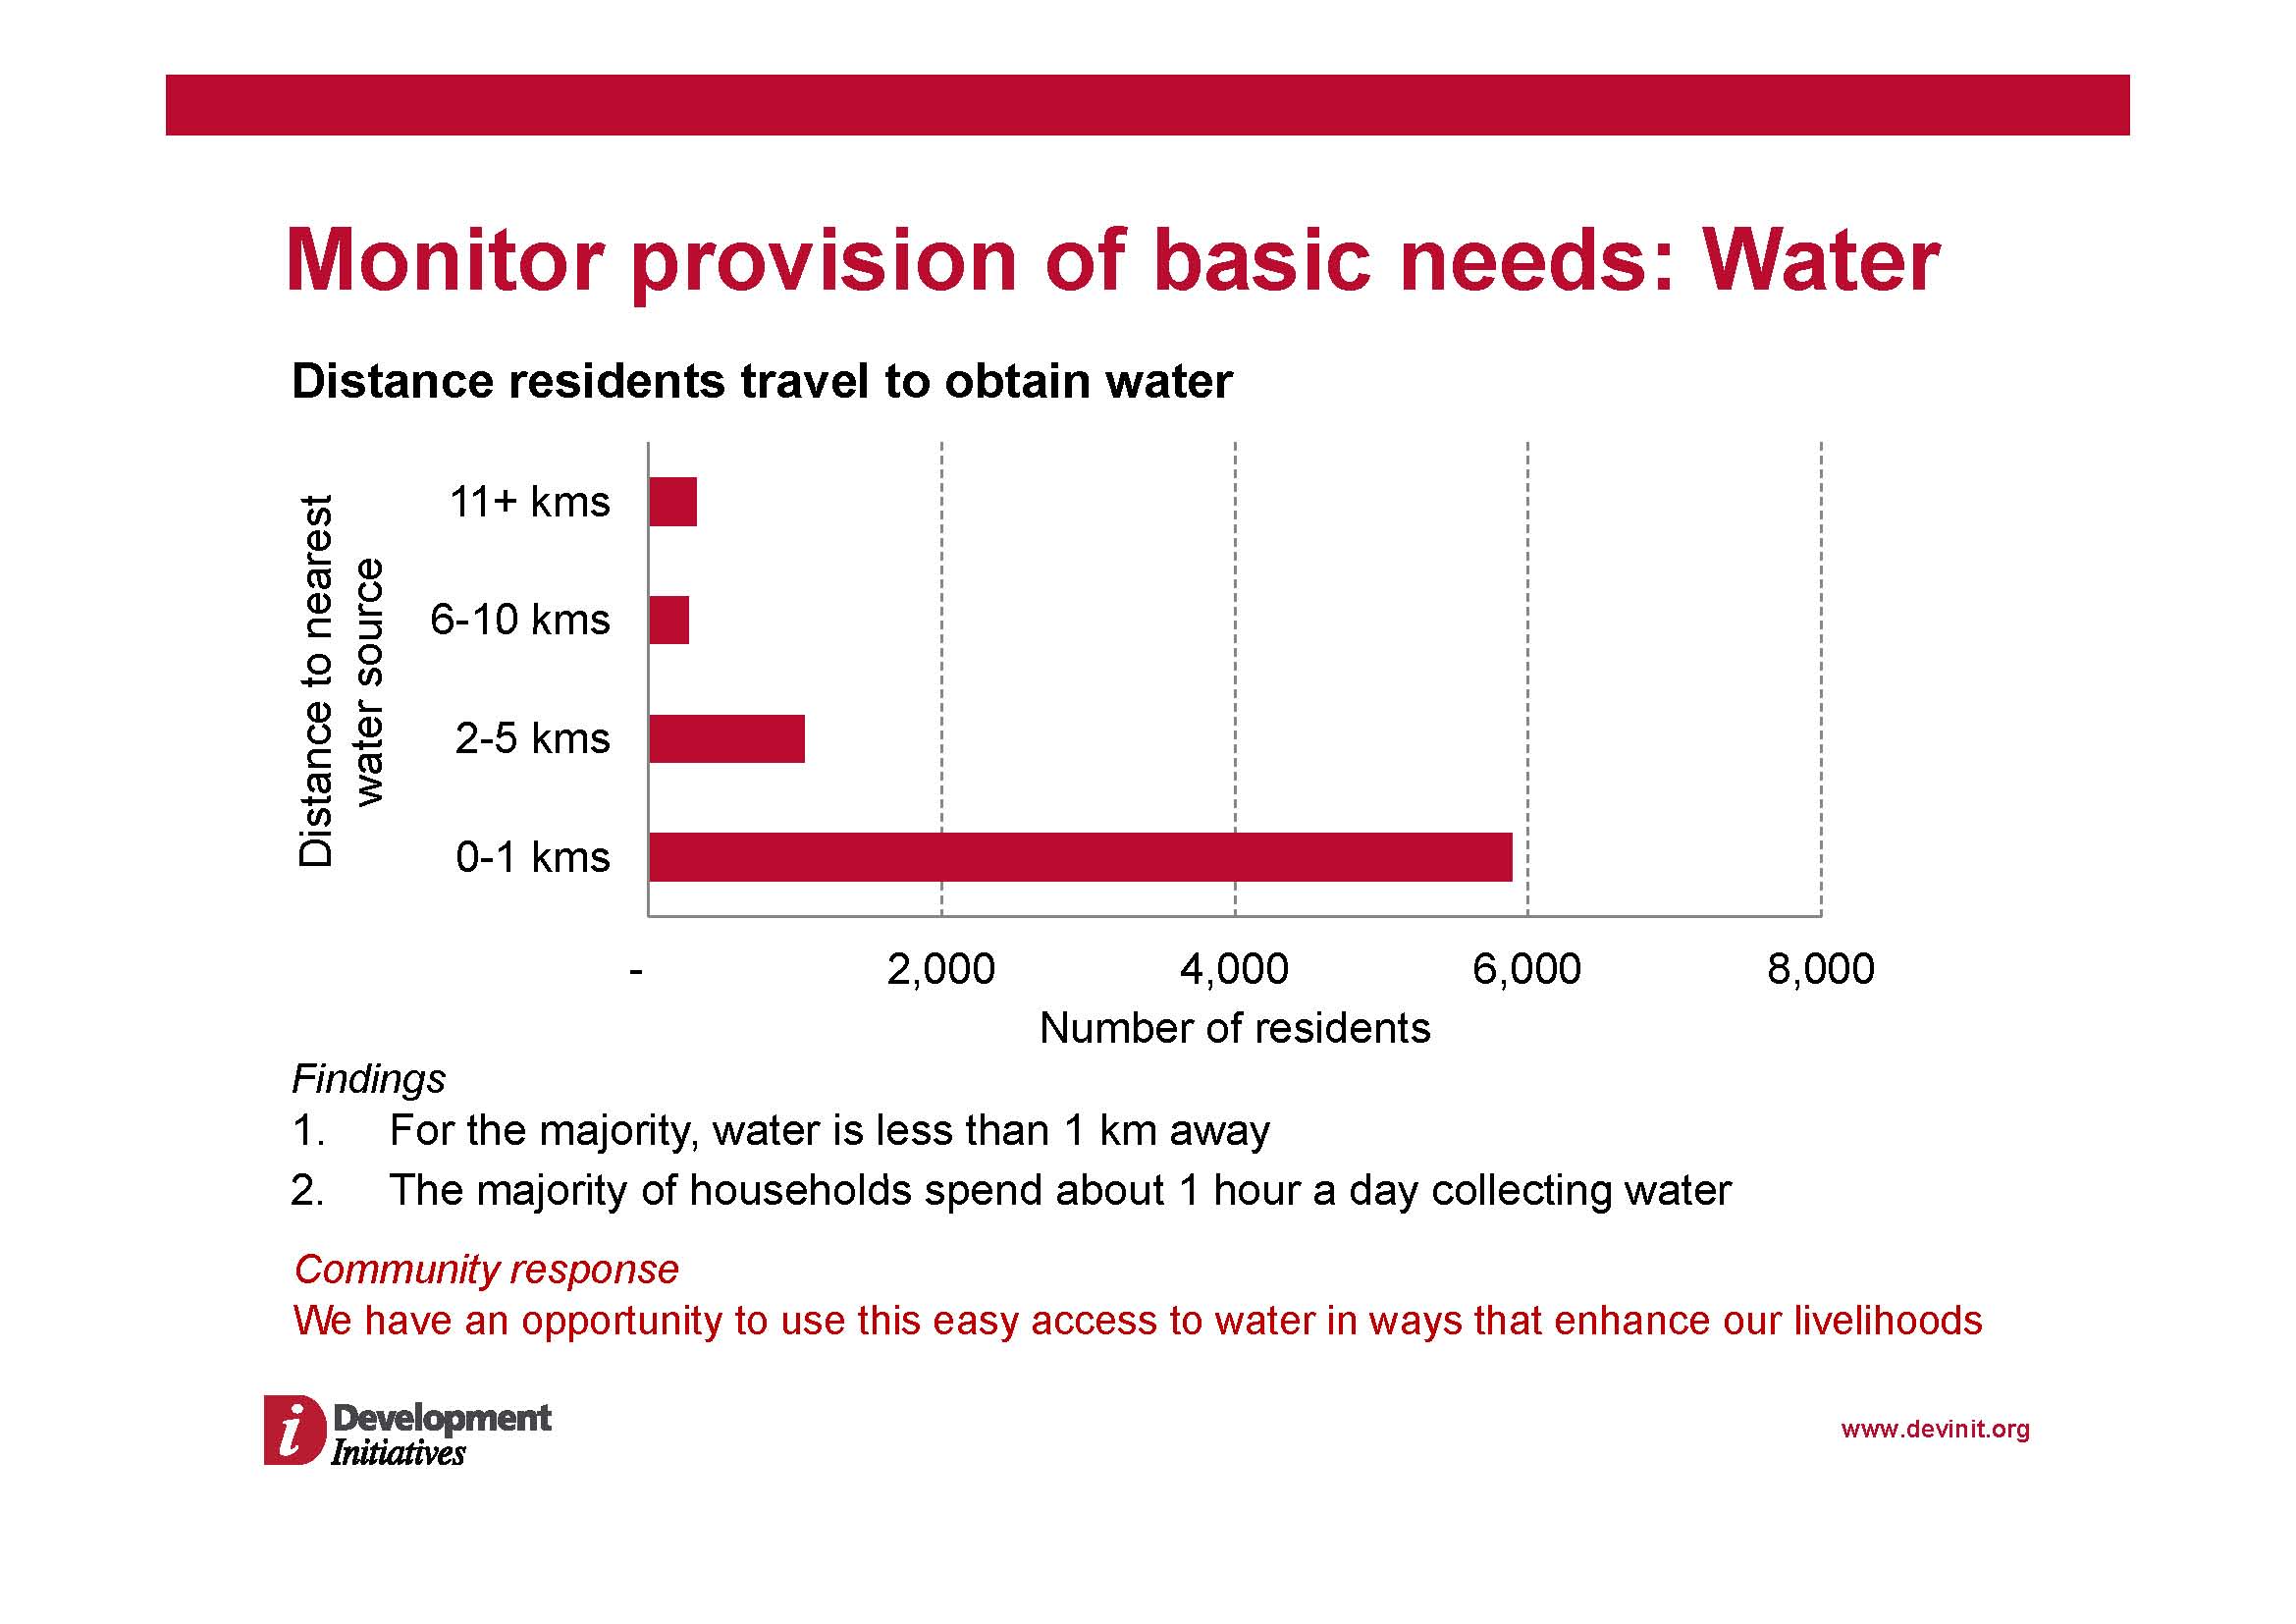 Monitor provision of basic needs: Water
Distance residents travel to obtain water
Distance to nearest
water source
11+ kms
6-10 kms
2-5 kms
0-1 kms
- 2,000 4,000 6,000 8,000
Number of residents
Findings
1. For the majority, water is less than 1 km away
2. The majority of households spend about 1 hour a day collecting water
Community response
We have an opportunity to use this easy access to water in ways that enhance our livelihoods
i Development
Initiatives
www.devinit.org